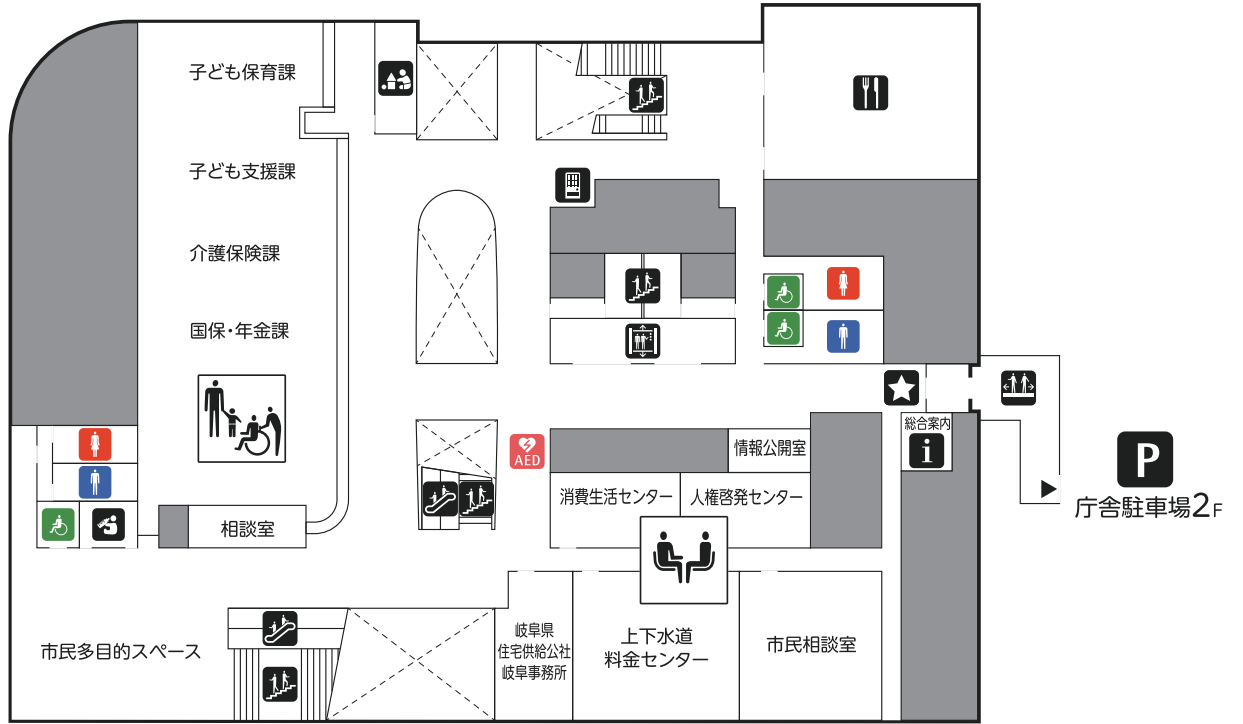 子ども保育課
子ども支援課
介護保険課
国保・年金課
相談室
市民多目的スペース
AED
情報公開室
消費生活センター
人権啓発センター
岐阜県
住宅供給公社
岐阜事務所
上下水道
料金センター
市民相談室
総合案内
i
P
庁舎駐車場2F